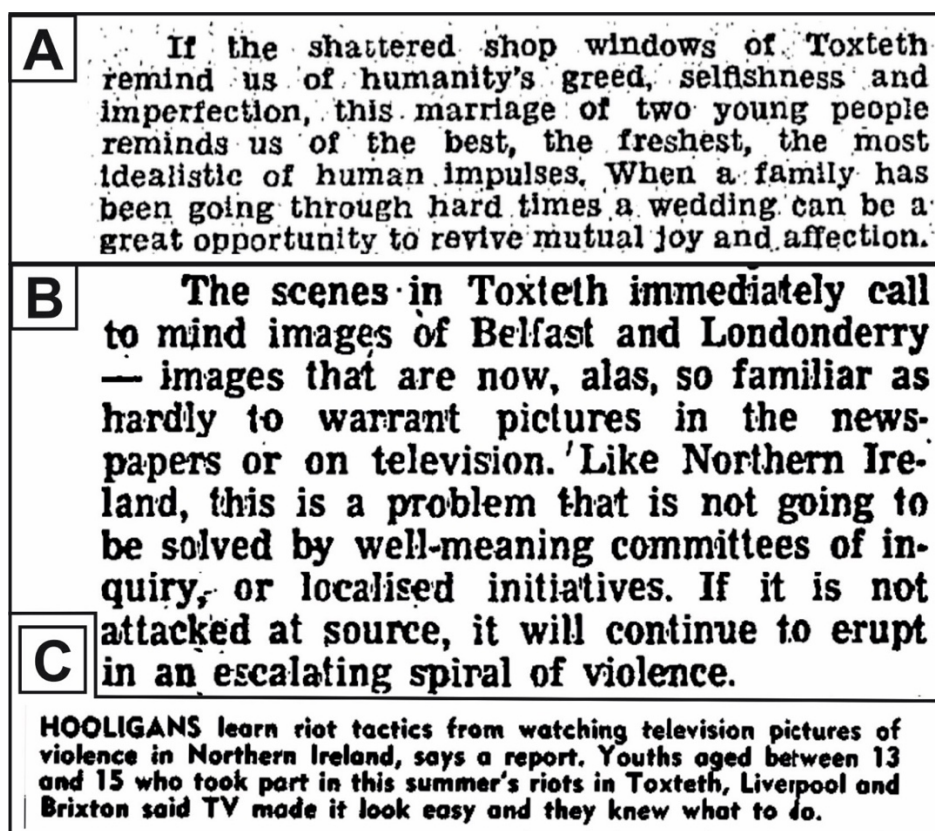 A
If the shattered shop windows of Toxteth
remind us of humanity's greed, selfishness and
imperfection, this marriage of two young people
reminds us of the best, the freshest, the most
idealistic of human impulses. When a family has
been going through hard times a wedding can be a
great opportunity to revive mutual joy and affection.
B
The scenes in Toxteth immediately call
to mind images of Belfast and Londonderry
— images that are now, alas, so familiar as
hardly to warrant pictures in the news-
papers or on television. Like Northern Ire-
land, this is a problem that is not going to
be solved by well-meaning committees of in-
quiry, or localised initiatives. If it is not
attacked at source, it will continue to erupt
in an escalating spiral of violence.
C
HOOLIGANS learn riot tactics from watching television pictures of
violence in Northern Ireland, says a report. Youths aged between 13
and 15 who took part in this summer's riots in Toxteth, Liverpool and
Brixton said TV made it look easy and they knew what to do.